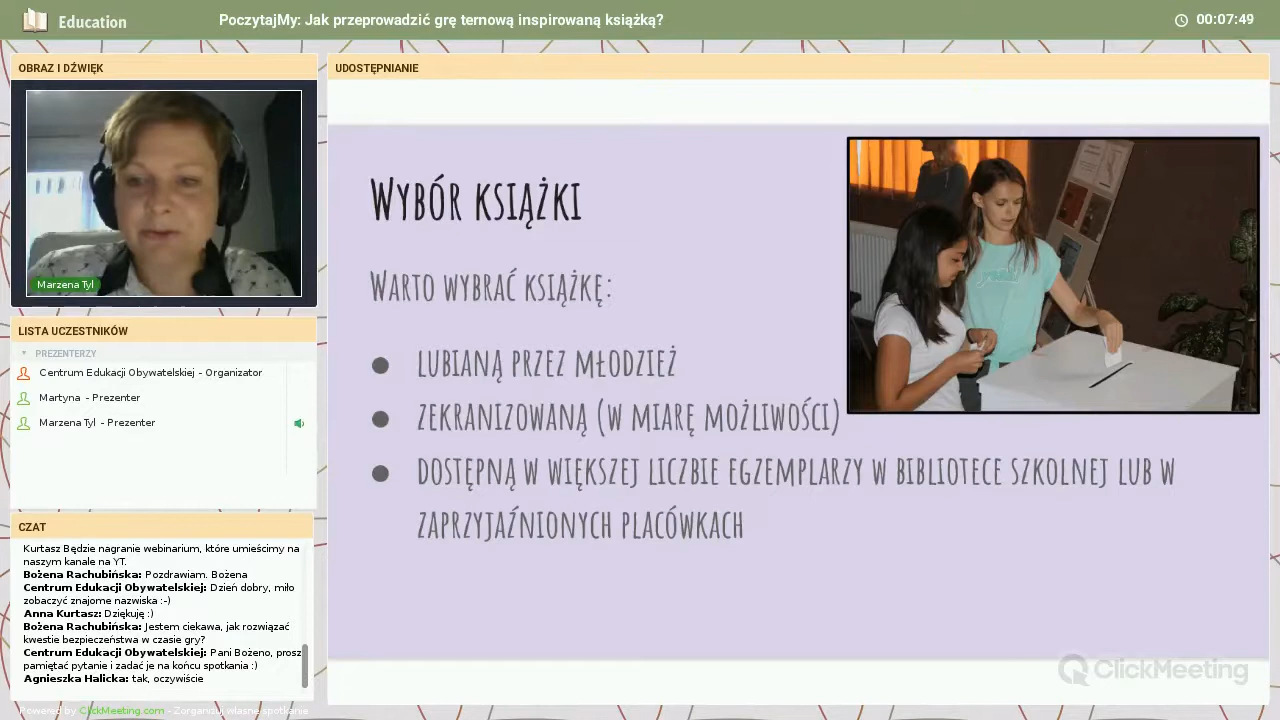 Education
PoczytajMy: Jak przeprowadzić grę ternową inspirowaną książką?
00:07:49
OBRAZ I DŹWIĘK
Marzena Tyl
LISTA UCZESTNIKÓW
PREZENTERZY
Centrum Edukacji Obywatelskiej - Organizator
Martyna - Prezenter
Marzena Tyl - Prezenter
CZAT
Kurtasz Będzie nagranie webinarium, które umieścimy na
naszym kanale na YT.
Bożena Rachubińska: Pozdrawiam. Bożena
Centrum Edukacji Obywatelskiej: Dzień dobry, miło
zobaczyć znajome nazwiska :-)
Anna Kurtasz: Dziękuję :)
Bożena Rachubińska: Jestem ciekawa, jak rozwiązać
kwestie bezpieczeństwa w czasie gry?
Centrum Edukacji Obywatelskiej: Pani Bożeno, prosz
pamiętać pytanie i zadać je na końcu spotkania :)
Agnieszka Halicka: tak, oczywiście
Powered by ClickMeeting.com - Zorganizuj własne spotkanie
UDOSTĘPNIANIE
WYBÓR KSIĄŻKI
WARTO WYBRAĆ KSIĄŻKĘ:
● LUBIANĄ PRZEZ MŁODZIEŻ
● ZEKRANIZOWANĄ (W MIARĘ MOŻLIWOŚCI)
● DOSTĘPNĄ W WIĘKSZEJ LICZBIE EGZEMPLARZY W BIBLIOTECE SZKOLNEJ LUB W
ZAPRZYJAŹNIONYCH PLACÓWKACH
ClickMeeting